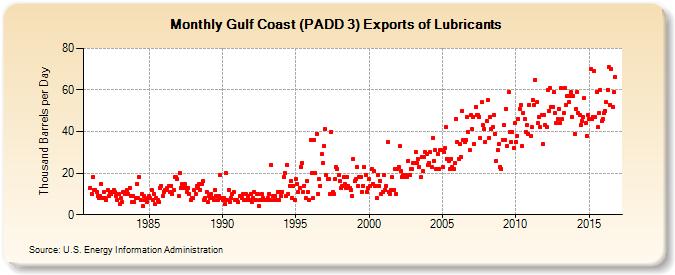 Monthly Gulf Coast (PADD 3) Exports of Lubricants
Thousand Barrels per Day
80
60
40
20
0
1985 1990 1995 2000 2005 2010 2015
Source: U.S. Energy Information Administration